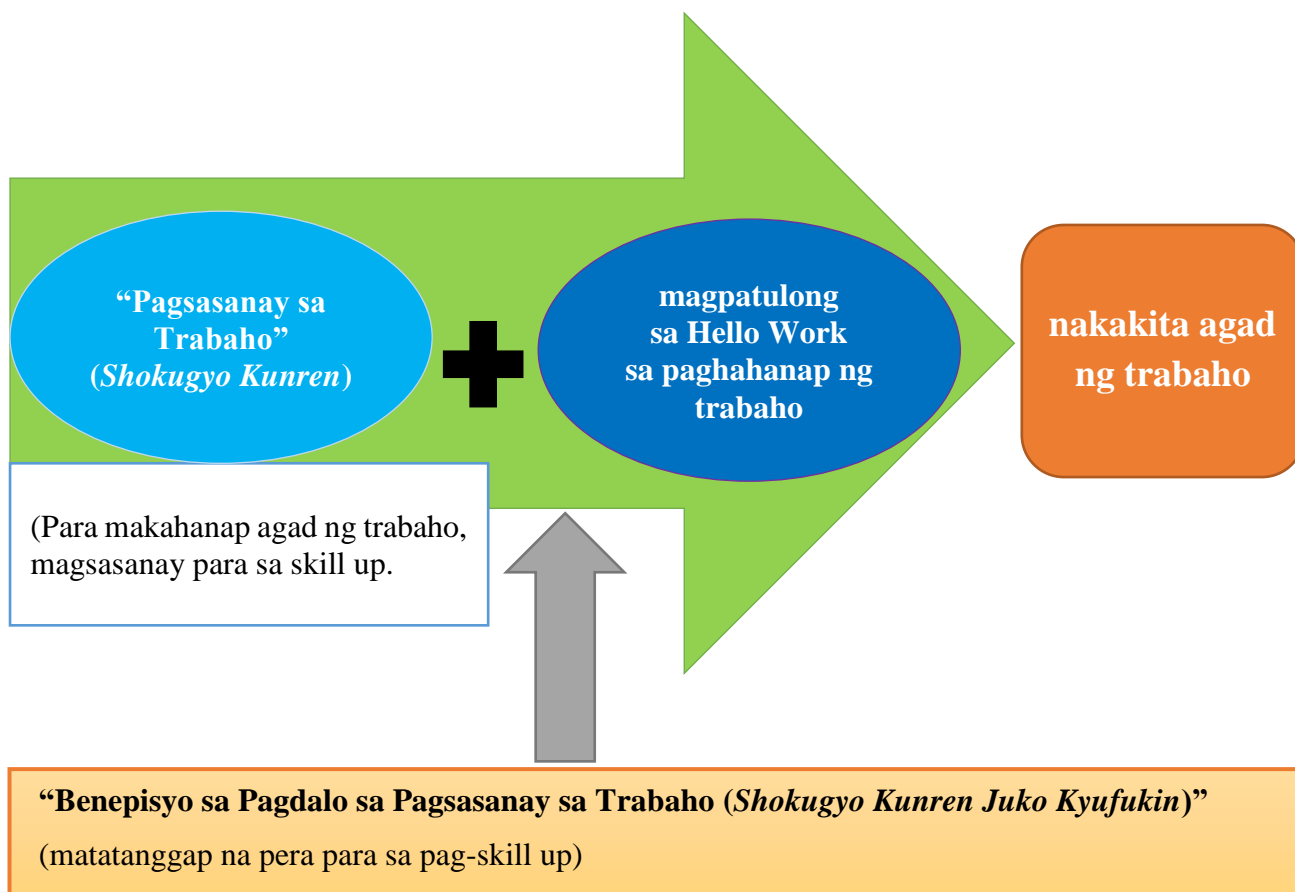 “Pagsasanay sa
Trabaho”
(Shokugyo Kunren)
magpatulong
sa Hello Work
sa paghahanap ng
trabaho
nakakita agad
ng trabaho
(Para makahanap agad ng trabaho,
magsasanay para sa skill up.
“Benepisyo sa Pagdalo sa Pagsasanay sa Trabaho (Shokugyo Kunren Juko Kyufukin)”
(matatanggap na pera para sa pag-skill up)